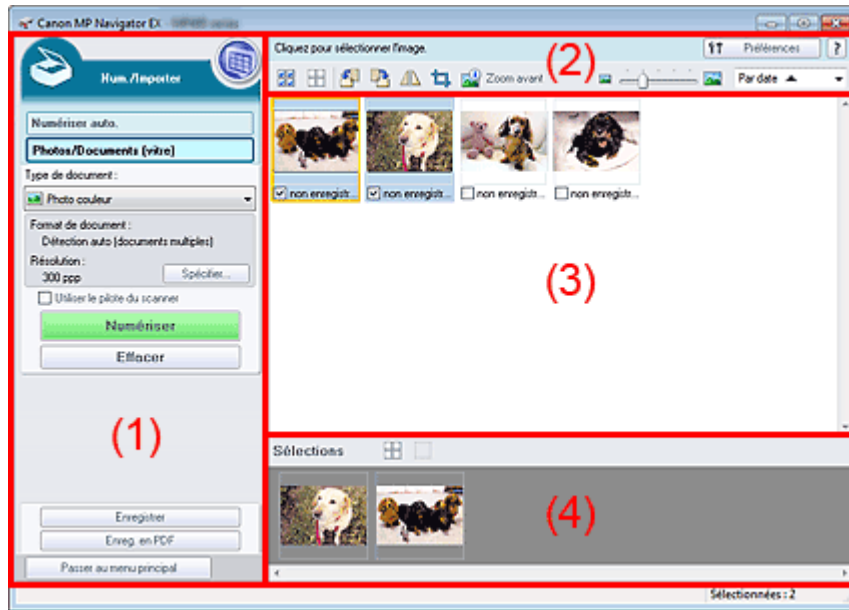 Canon MP Navigator EX - MP480 series
Num./Importer
Numériser auto.
Photos/Documents (vitre)
Type de document :
Photo couleur
Format de document :
Détection auto (documents multiples)
Résolution :
300 ppp
Spécifier...
Utiliser le pilote du scanner
Numériser
Effacer
(1)
Enregistrer
Enreg. en PDF
Passer au menu principal
Cliquez pour sélectionner l'image.
Préférences
?
(2)
Zoom avant
Par date
non enregistr...
non enregistr...
non enregistr...
non enregistr...
(3)
Sélections
(4)
Sélectionnées : 2